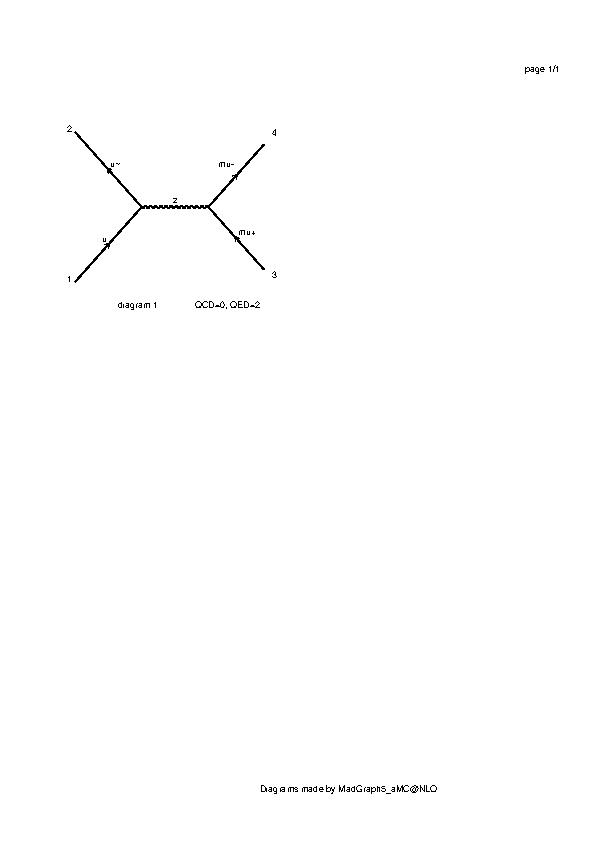 page 1/1
2
4
u~
mu-
z
u
mu+
1
3
diagram 1 QCD=0, QED=2
Diagrams made by MadGraph5_aMC@NLO